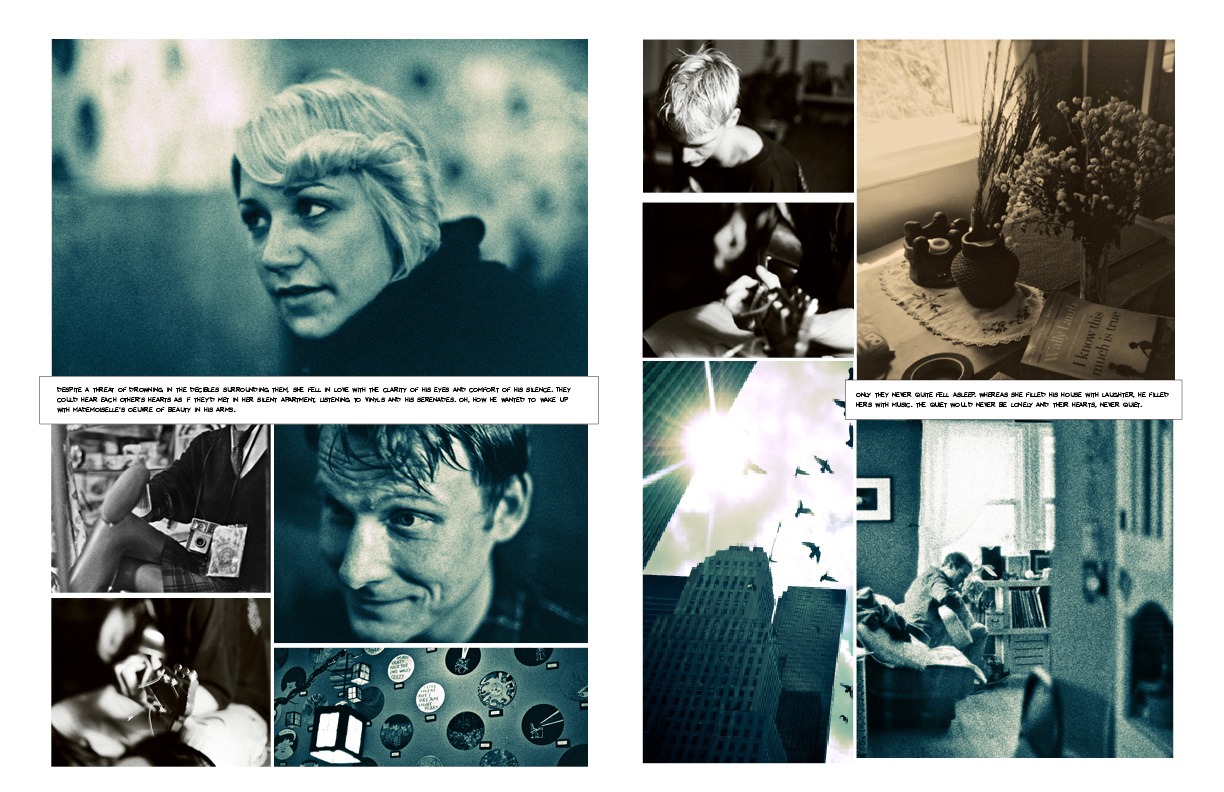 DESPITE A THREAT OF DROWNING IN THE DECIBLES SURROUNDING THEM, SHE FELL IN LOVE WITH THE CLARITY OF HIS EYES AND COMFORT OF HIS SILENCE. THEY
COULD HEAR EACH OTHER'S HEARTS AS IF THEY'D MET IN HER SILENT APARTMENT, LISTENING TO VINYLS AND HIS SERENADES. OH, HOW HE WANTED TO WAKE UP
WITH MADEMOISELLE'S OEUVRE OF BEAUTY IN HIS ARMS.
Wally Lamb
I know this
much is true
ONLY THEY NEVER QUITE FELL ASLEEP. WHEREAS SHE FILLED HIS HOUSE WITH LAUGHTER, HE FILLED
HERS WITH MUSIC. THE QUIET WOULD NEVER BE LONELY AND THEIR HEARTS, NEVER QUIET.